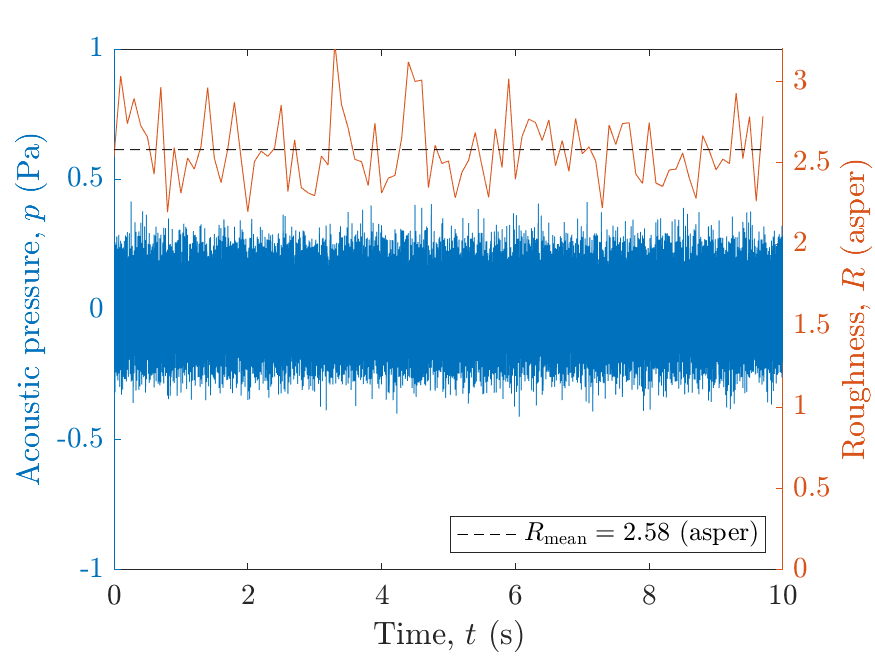 1
0.5
0
-0.5
-1
Acoustic pressure, p (Pa)
3
2.5
2
1.5
1
0.5
0
Roughness, R (asper)
R_mean = 2.58 (asper)
0 2 4 6 8 10
Time, t (s)